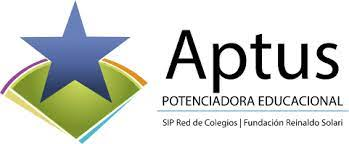 Aptus
POTENCIADORA EDUCACIONAL
SIP Red de Colegios | Fundación Reinaldo Solari